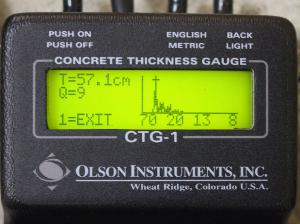 PUSH ON ENGLISH BACK
PUSH OFF METRIC LIGHT
CONCRETE THICKNESS GAUGE
T=57.1cm
Q=9
1=EXIT 70 20 13 8
CTG-1
OLSON INSTRUMENTS, INC.
Wheat Ridge, Colorado U.S.A.